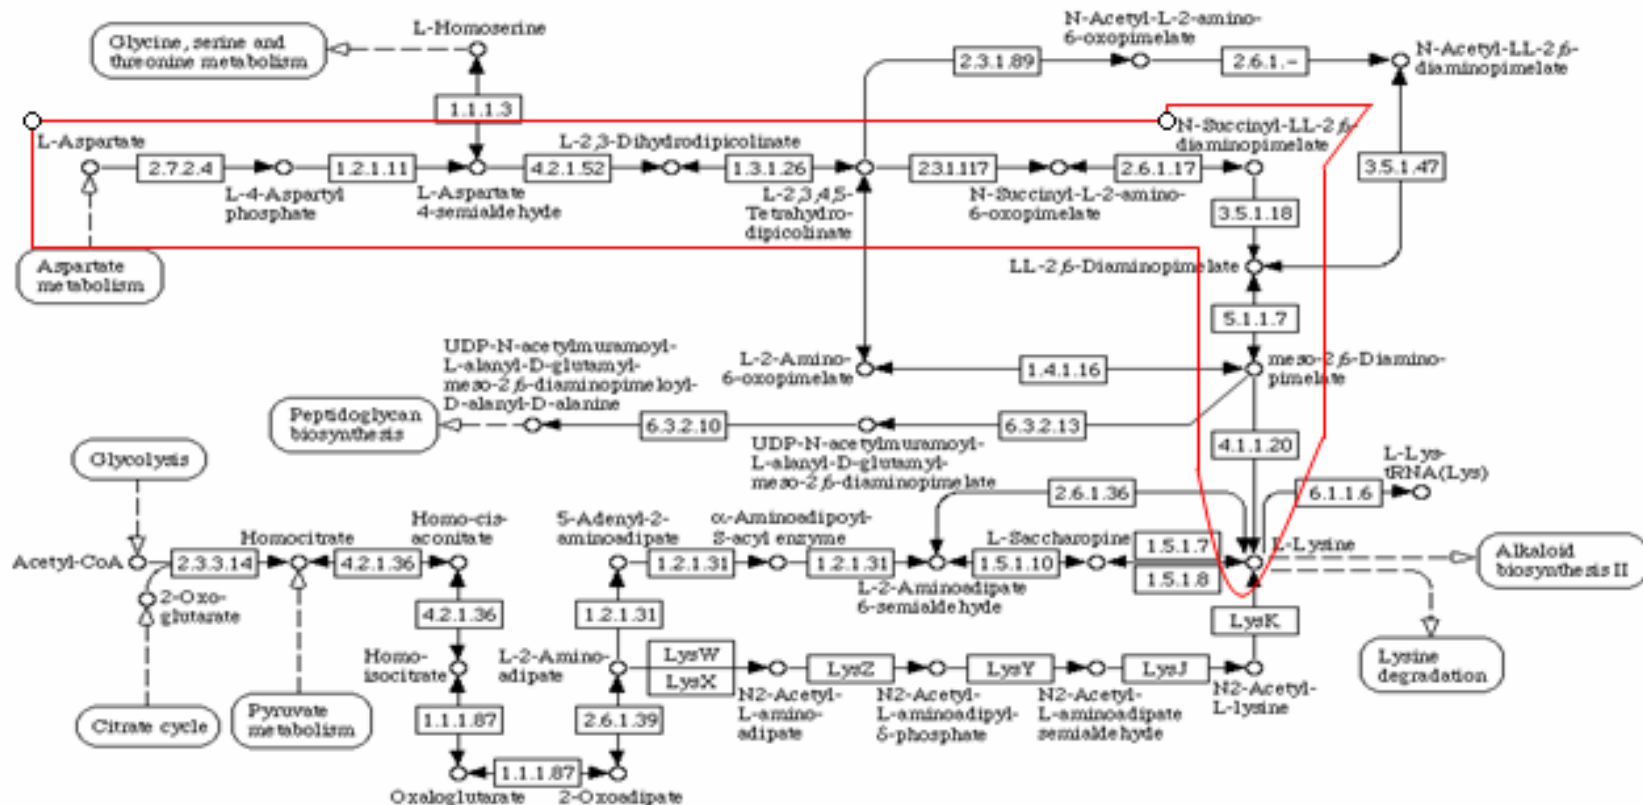 Glycine, serine and
threonine metabolism
L-Homoserine
N-Acetyl-L-2-amino-
6-oxopimelate
N-Acetyl-LL-2,6-
diaminopimelate
2.3.1.89
2.6.1.-
1.1.1.3
L-Aspartate
L-2,3-Dihydrodipicolinate
N-Succinyl-LL-2,6-
diaminopimelate
2.7.2.4
1.2.1.11
4.2.1.52
1.3.1.26
2.3.1.117
2.6.1.17
3.5.1.47
L-4-Aspartyl
phosphate
L-Aspartate
4-semialdehyde
L-2,3,4,5-
Tetrahydro-
dipicolinate
N-Succinyl-L-2-amino-
6-oxopimelate
3.5.1.18
Aspartate
metabolism
LL-2,6-Diaminopimelate
5.1.1.7
UDP-N-acetylmuramoyl-
L-alanyl-D-glutamyl-
meso-2,6-diaminopimeloyl-
D-alanyl-D-alanine
L-2-Amino-
6-oxopimelate
1.4.1.16
meso-2,6-Diamino-
pimelate
Peptidoglycan
biosynthesis
6.3.2.10
6.3.2.13
UDP-N-acetylmuramoyl-
L-alanyl-D-glutamyl-
meso-2,6-diaminopimelate
4.1.1.20
Glycolysis
L-Lys-
tRNA(Lys)
2.6.1.36
6.1.1.6
Homocitrate
Homo-cis-
aconitate
5-Adenyl-2-
aminoadipate
α-Aminoadipoyl-
S-acyl enzyme
L-Saccharopine
1.5.1.7
L-Lysine
Acetyl-CoA
2.3.3.14
4.2.1.36
1.2.1.31
1.2.1.31
1.5.1.10
1.5.1.8
Alkaloid
biosynthesis II
2-Oxo-
glutarate
L-2-Aminoadipate
6-semialdehyde
4.2.1.36
1.2.1.31
LysK
Homo-
isocitrate
L-2-Amino-
adipate
LysW
LysX
LysZ
LysY
LysJ
Lysine
degradation
N2-Acetyl-
L-amino-
adipate
N2-Acetyl-
L-aminoadipyl-
δ-phosphate
N2-Acetyl-
L-aminoadipate
semialdehyde
N2-Acetyl-
L-lysine
Citrate cycle
Pyruvate
metabolism
1.1.1.87
2.6.1.39
1.1.1.87
Oxaloglutarate
2-Oxoadipate